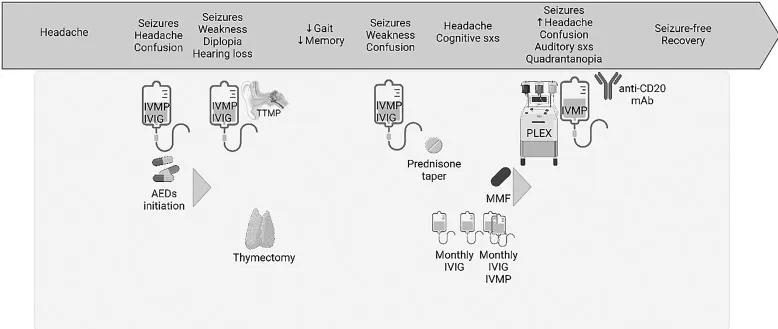 Headache
Seizures
Headache
Confusion
Seizures
Weakness
Diplopia
Hearing loss
↓Gait
↓Memory
Seizures
Weakness
Confusion
Headache
Cognitive sxs
Seizures
↑Headache
Confusion
Auditory sxs
Quadrantanopia
Seizure-free
Recovery
IVMP
IVIG
IVMP
IVIG
TTMP
IVMP
IVIG
PLEX
IVMP
anti-CD20
mAb
AEDs
initiation
Prednisone
taper
MMF
Thymectomy
Monthly
IVIG
Monthly
IVIG
IVMP